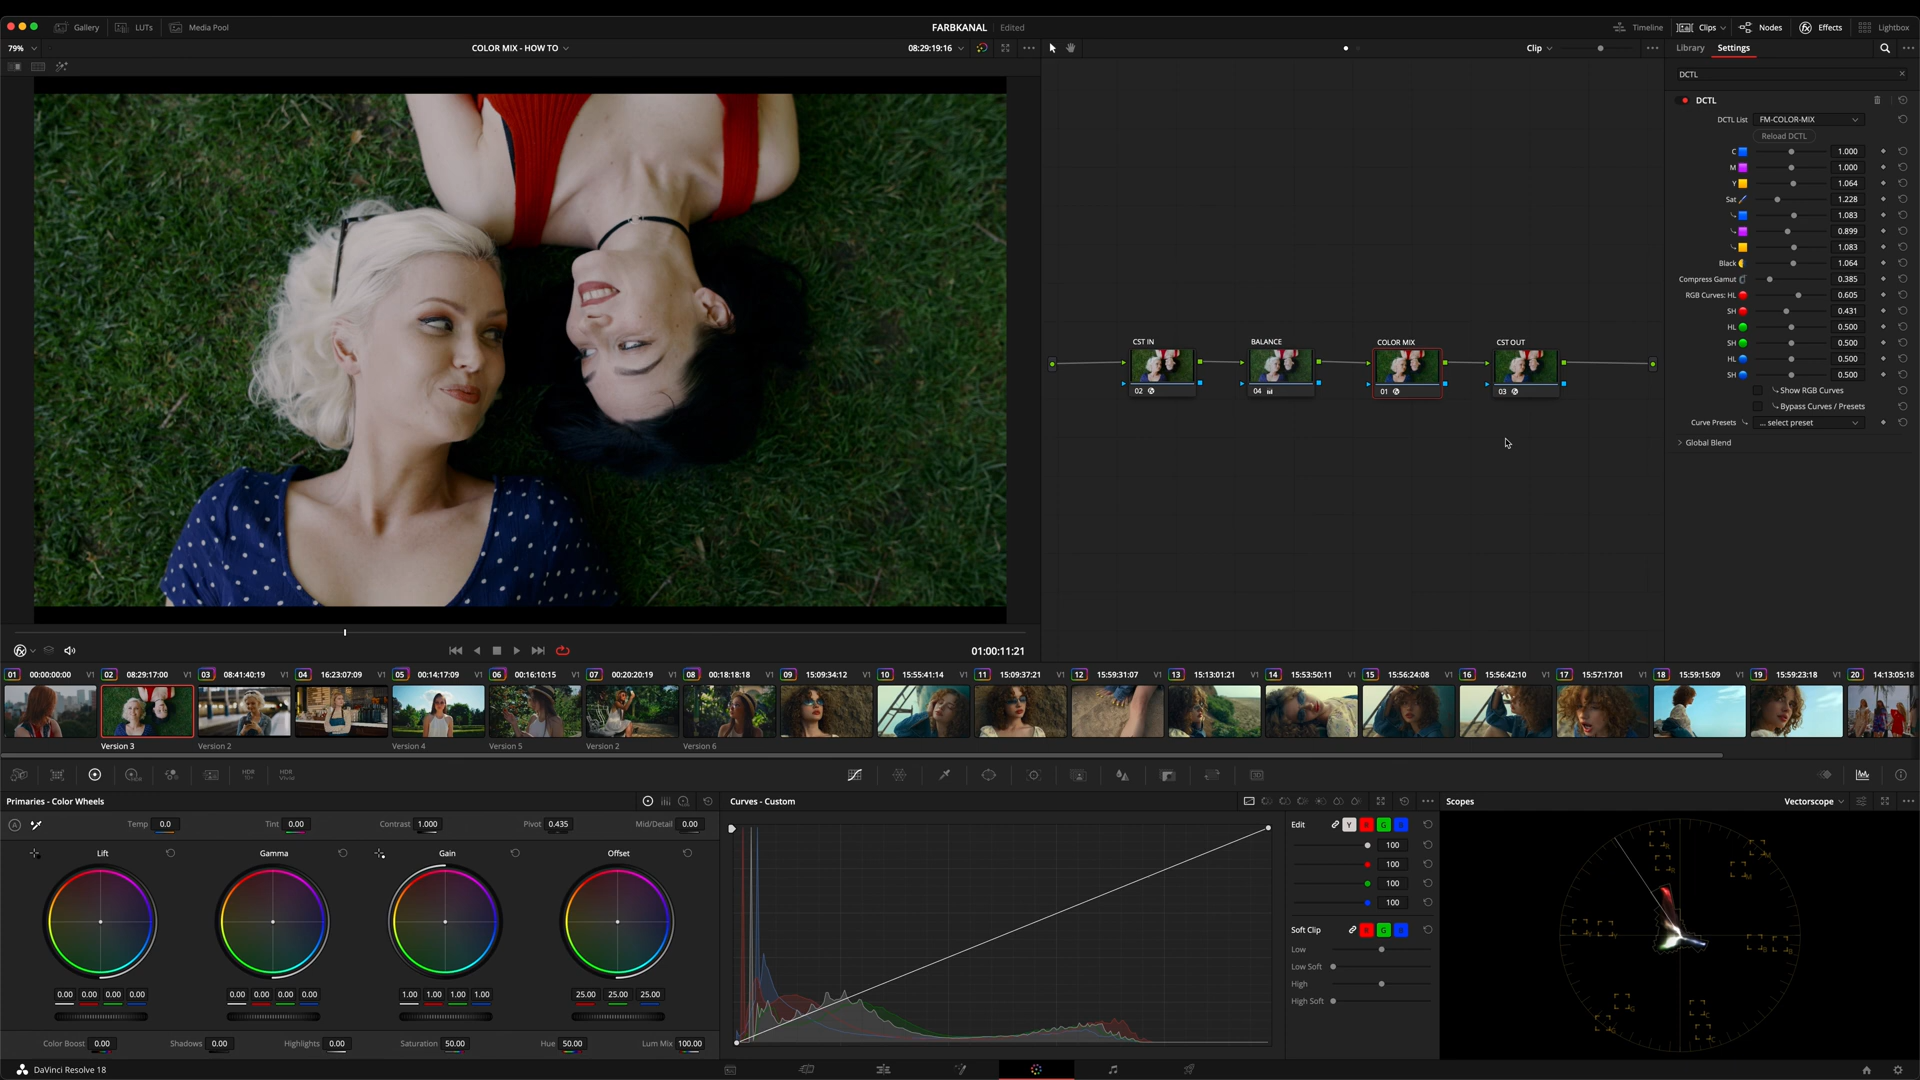 Gallery LUTs Media Pool FARBKANAL Edited Timeline Clips Nodes Effects Lightbox
79% COLOR MIX - HOW TO 08:29:19:16 Clip Library Settings
DCTL
DCTL
DCTL List FM-COLOR-MIX
Reload DCTL
C 1.000
M 1.000
Y 1.064
Sat 1.228
1.083
0.899
1.083
Black 1.064
Compress Gamut 0.385
RGB Curves: HL 0.605
SH 0.431
HL 0.500
SH 0.500
HL 0.500
SH 0.500
Show RGB Curves
Bypass Curves / Presets
Curve Presets ... select preset
Global Blend
CST IN BALANCE COLOR MIX CST OUT
02 04 01 03
01:00:11:21
01 00:00:00:00 V1 02 08:29:17:00 V1 03 08:41:40:19 V1 04 16:23:07:09 V1 05 00:14:17:09 V1 06 00:16:10:15 V1 07 00:20:20:19 V1 08 00:18:18:18 V1 09 15:09:34:12 V1 10 15:55:41:14 V1 11 15:09:37:21 V1 12 15:59:31:07 V1 13 15:13:01:21 V1 14 15:53:50:11 V1 15 15:56:24:08 V1 16 15:56:42:10 V1 17 15:57:17:01 V1 18 15:59:15:09 V1 19 15:59:23:18 V1 20 14:13:05:18
Version 3 Version 2 Version 4 Version 5 Version 2 Version 6
Primaries - Color Wheels Curves - Custom Scopes Vectorscope
Temp 0.0 Tint 0.00 Contrast 1.000 Pivot 0.435 Mid/Detail 0.00
Lift Gamma Gain Offset
0.00 0.00 0.00 0.00 0.00 0.00 0.00 0.00 1.00 1.00 1.00 1.00 25.00 25.00 25.00
Color Boost 0.00 Shadows 0.00 Highlights 0.00 Saturation 50.00 Hue 50.00 Lum Mix 100.00
Edit Y R G B
100
100
100
100
Soft Clip R G B
Low
Low Soft
High
High Soft
DaVinci Resolve 18